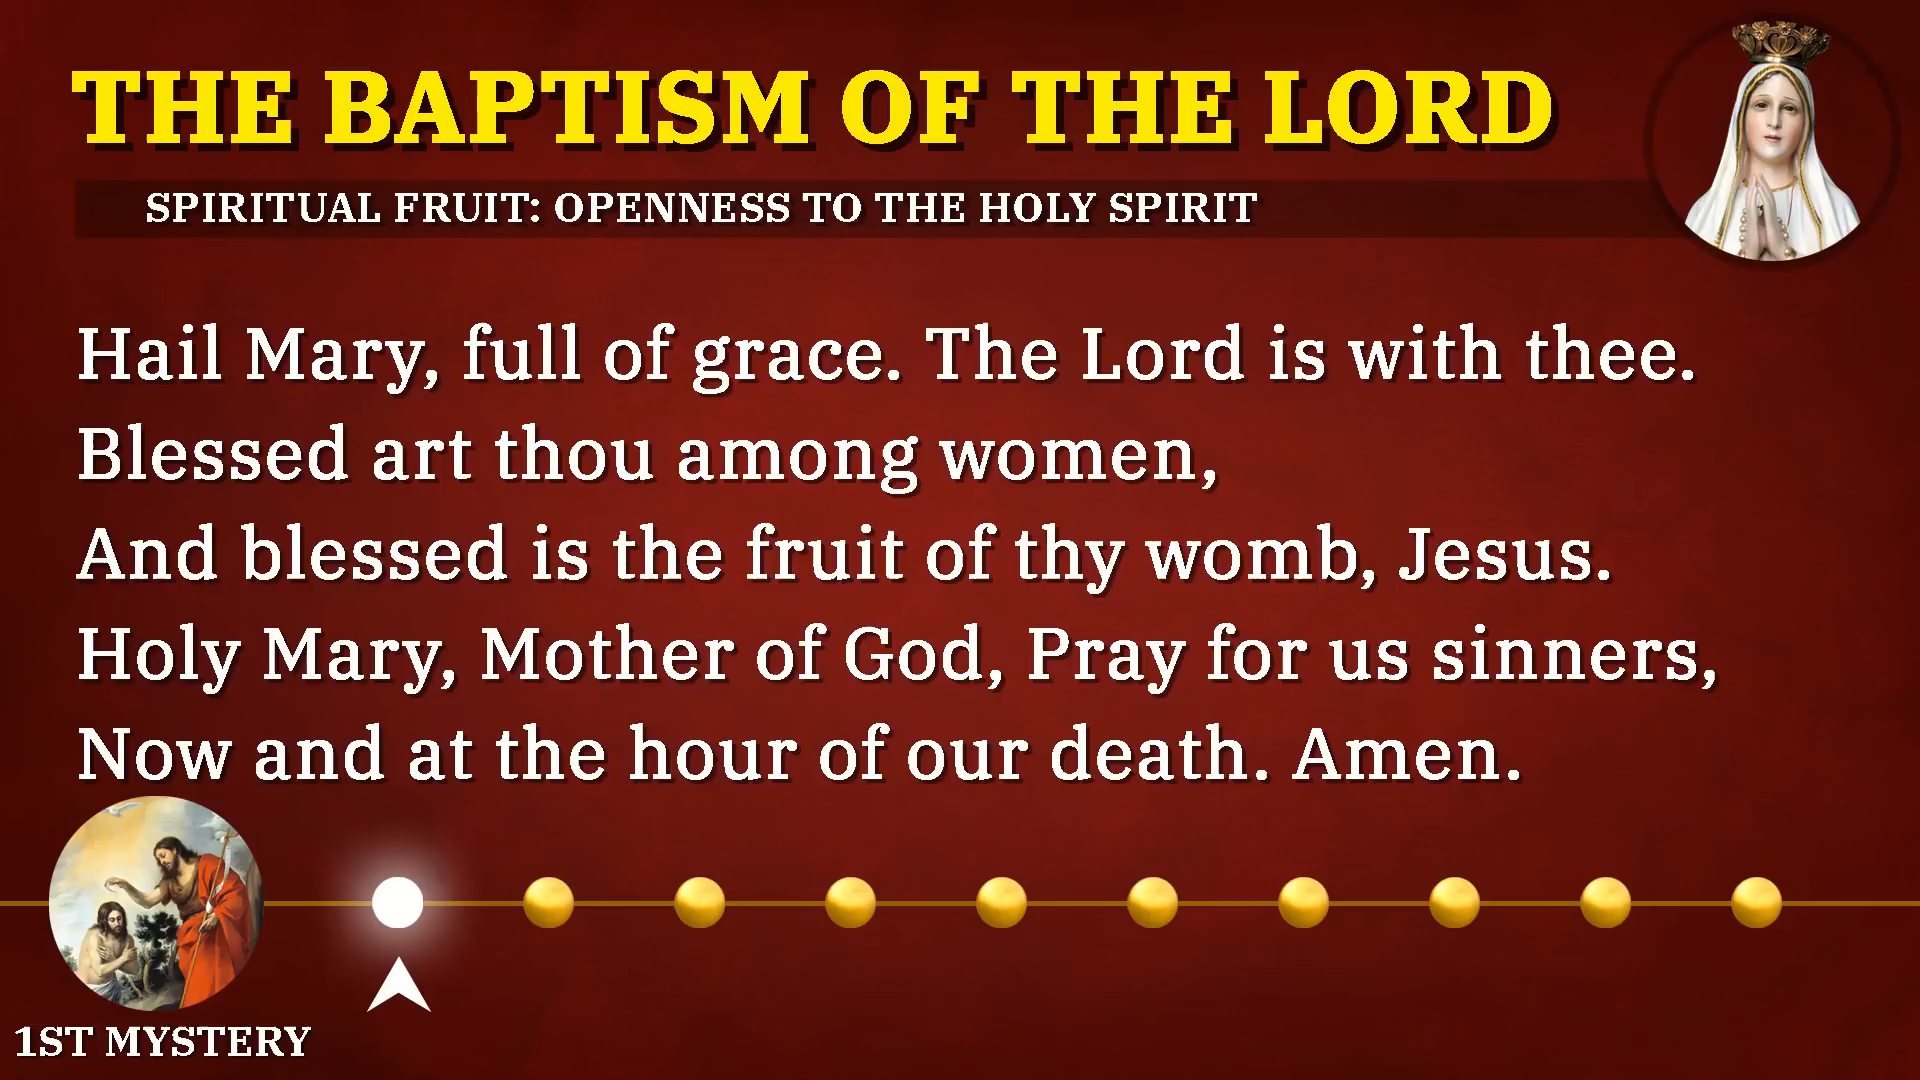 THE BAPTISM OF THE LORD
SPIRITUAL FRUIT: OPENNESS TO THE HOLY SPIRIT
Hail Mary, full of grace. The Lord is with thee.
Blessed art thou among women,
And blessed is the fruit of thy womb, Jesus.
Holy Mary, Mother of God, Pray for us sinners,
Now and at the hour of our death. Amen.
1ST MYSTERY